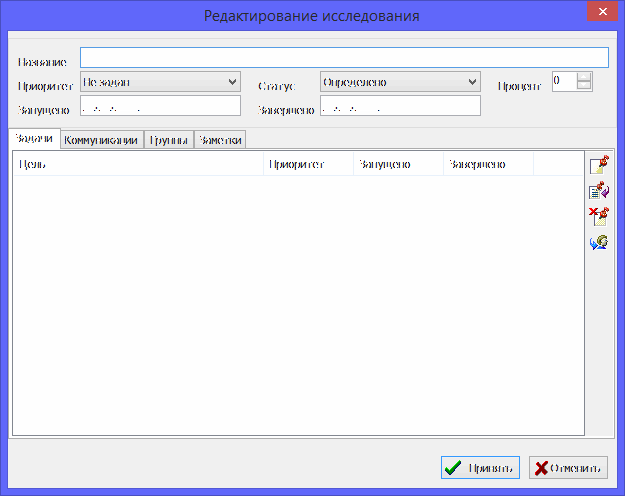 Редактирование исследования
Название
Приоритет Не задан Статус Определено Процент 0
Запущено . . . . Завершено . . . .
Задачи Коммуникации Группы Заметки
Цель Приоритет Запущено Завершено
Принять Отменить